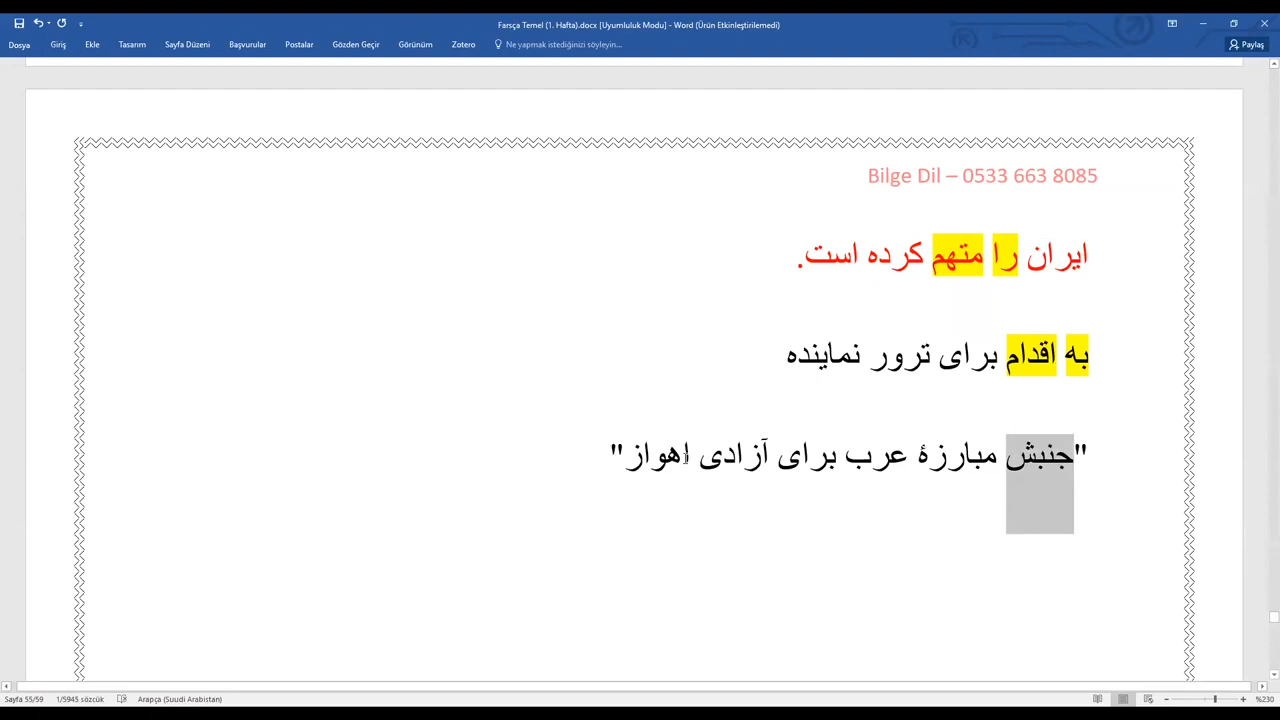 Farsça Temel (1. Hafta).docx [Uyumluluk Modu] - Word (Ürün Etkinleştirilemedi)
Dosya Giriş Ekle Tasarım Sayfa Düzeni Başvurular Postalar Gözden Geçir Görünüm Zotero Ne yapmak istediğinizi söyleyin... Paylaş
Bilge Dil – 0533 663 8085
ایران را متهم کرده است.
به اقدام برای ترور نماینده
"جنبش مبارزۀ عرب برای آزادی اهواز"
Sayfa 55/59 1/5945 sözcük Arapça (Suudi Arabistan) %230